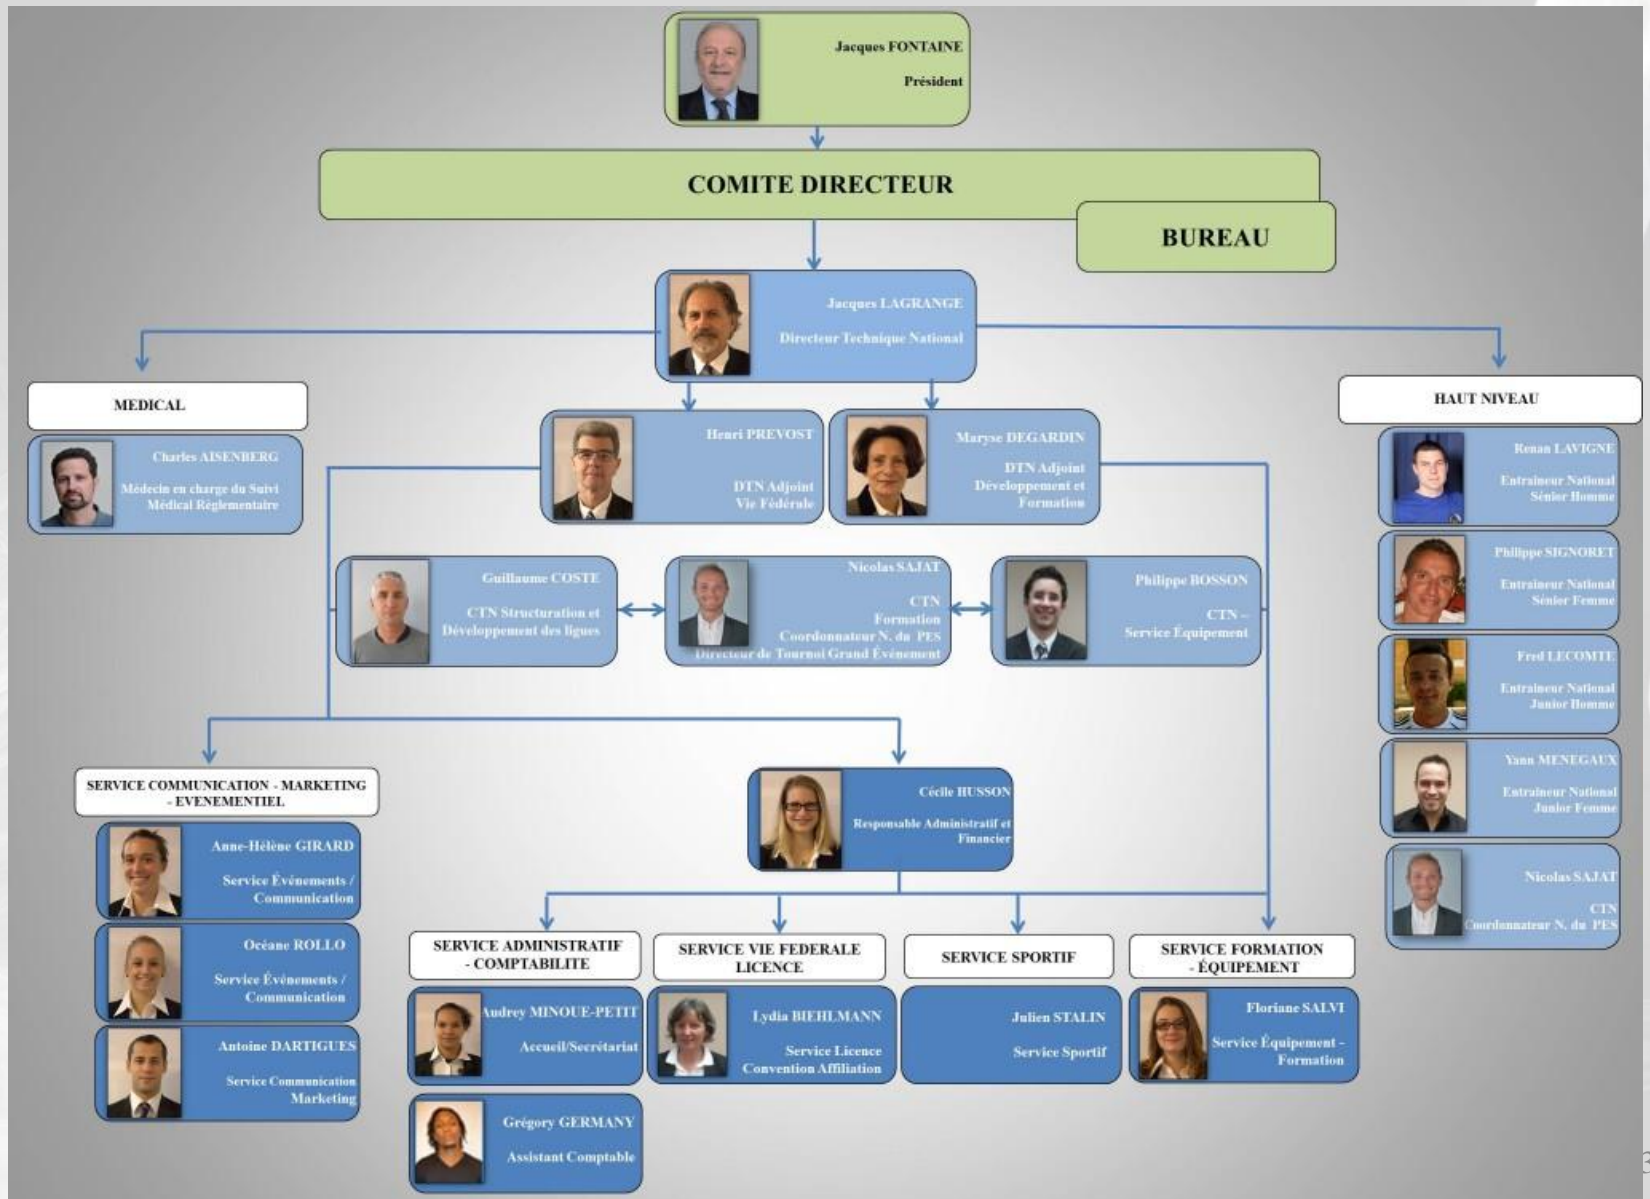 Jacques FONTAINE
Président
COMITE DIRECTEUR
BUREAU
Jacques LAGRANGE
Directeur Technique National
MEDICAL
Charles AISENBERG
Médecin en charge du Suivi
Médical Réglementaire
Henri PREVOST
DTN Adjoint
Vie Fédérale
Maryse DEGARDIN
DTN Adjoint
Développement et
Formation
HAUT NIVEAU
Renan LAVIGNE
Entraineur National
Sénior Homme
Philippe SIGNORET
Entraineur National
Sénior Femme
Fred LECOMTE
Entraineur National
Junior Homme
Yann MENEGAUX
Entraineur National
Junior Femme
Nicolas SAJAT
CTN
Coordonnateur N. du PES
Guillaume COSTE
CTN Structuration et
Développement des ligues
Nicolas SAJAT
CTN
Formation
Coordonnateur N. du PES
Directeur de Tournoi Grand Événement
Philippe BOSSON
CTN –
Service Équipement
SERVICE COMMUNICATION - MARKETING
- EVENEMENTIEL
Anne-Hélène GIRARD
Service Événements /
Communication
Océane ROLLO
Service Événements /
Communication
Antoine DARTIGUES
Service Communication
Marketing
Cécile HUSSON
Responsable Administratif et
Financier
SERVICE ADMINISTRATIF
- COMPTABILITE
Audrey MINOUE-PETIT
Accueil/Secrétariat
Grégory GERMANY
Assistant Comptable
SERVICE VIE FEDERALE
LICENCE
Lydia BIEHLMANN
Service Licence
Convention Affiliation
SERVICE SPORTIF
Julien STALIN
Service Sportif
SERVICE FORMATION
- ÉQUIPEMENT
Floriane SALVI
Service Équipement –
Formation
3